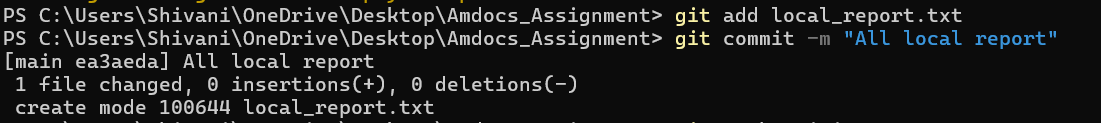 PS C:\Users\Shivani\OneDrive\Desktop\Amdocs_Assignment> git add local_report.txt
PS C:\Users\Shivani\OneDrive\Desktop\Amdocs_Assignment> git commit -m "All local report"
[main ea3aeda] All local report
 1 file changed, 0 insertions(+), 0 deletions(-)
 create mode 100644 local_report.txt